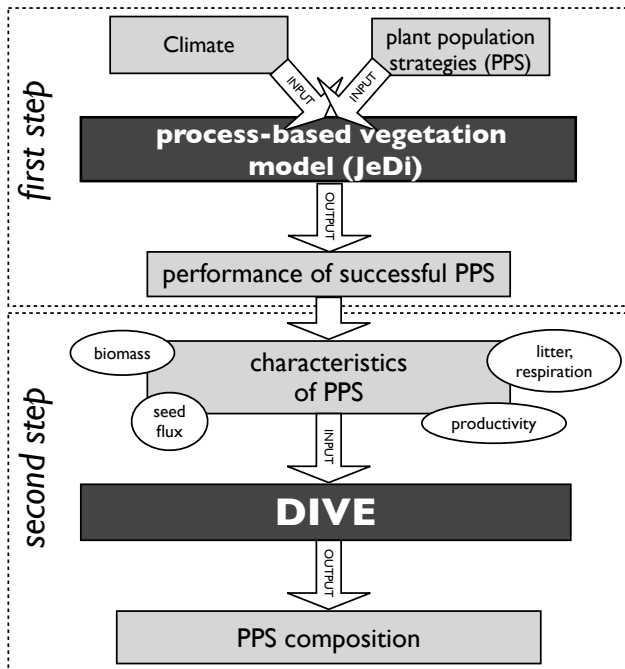 first step
Climate
plant population
strategies (PPS)
INPUT
INPUT
process-based vegetation
model (JeDi)
OUTPUT
performance of successful PPS
second step
biomass
litter,
respiration
characteristics
of PPS
seed
flux
productivity
INPUT
DIVE
OUTPUT
PPS composition